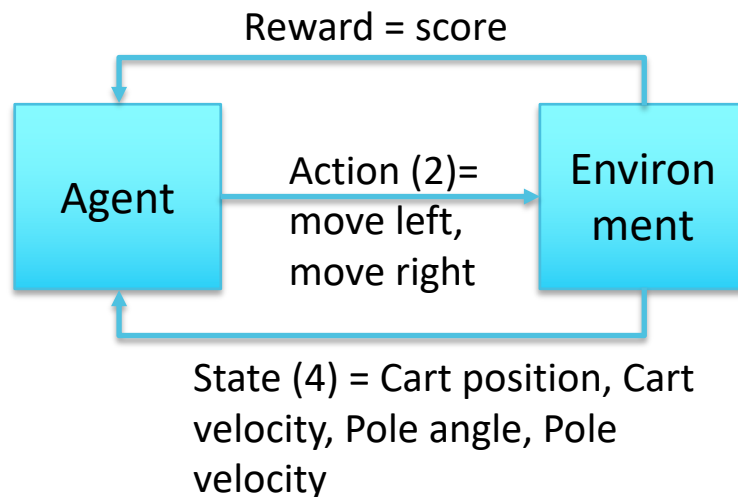 Reward = score
Agent
Action (2)=
move left,
move right
Environ
ment
State (4) = Cart position, Cart
velocity, Pole angle, Pole
velocity